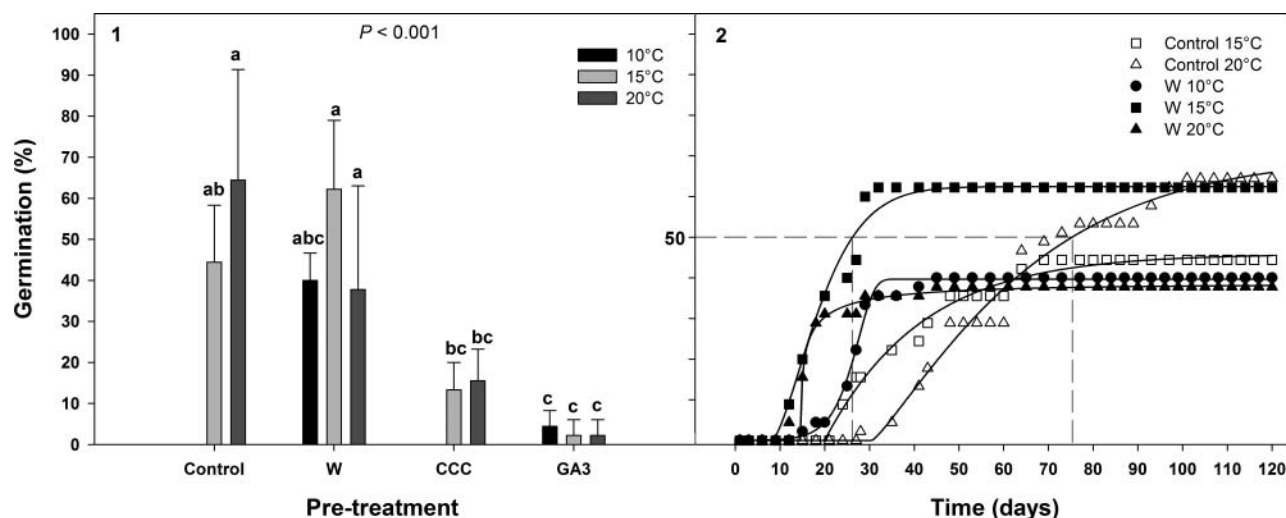 1
P < 0.001
10°C
15°C
20°C
Germination (%)
100
90
80
70
60
50
40
30
20
10
0
ab
a
abc
a
a
bc
bc
c
c
c
Control
W
CCC
GA3
Pre-treatment
2
Control 15°C
Control 20°C
W 10°C
W 15°C
W 20°C
50
0
10
20
30
40
50
60
70
80
90
100
110
120
Time (days)